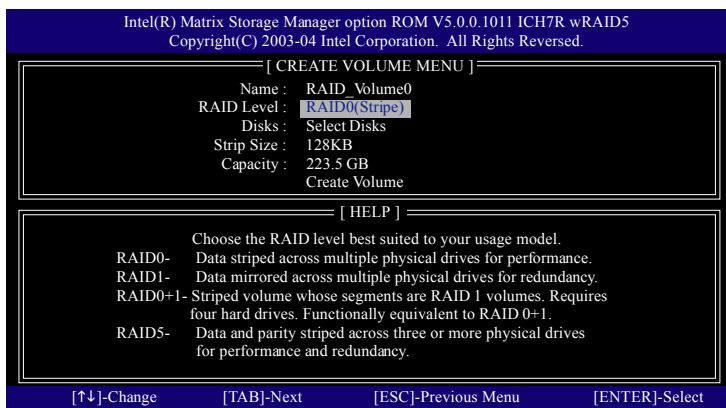 Intel(R) Matrix Storage Manager option ROM V5.0.0.1011 ICH7R wRAID5
Copyright(C) 2003-04 Intel Corporation. All Rights Reversed.
[ CREATE VOLUME MENU ]
Name : RAID_Volume0
RAID Level : RAID0(Stripe)
Disks : Select Disks
Strip Size : 128KB
Capacity : 223.5 GB
Create Volume
[ HELP ]
Choose the RAID level best suited to your usage model.
RAID0- Data striped across multiple physical drives for performance.
RAID1- Data mirrored across multiple physical drives for redundancy.
RAID0+1- Striped volume whose segments are RAID 1 volumes. Requires
four hard drives. Functionally equivalent to RAID 0+1.
RAID5- Data and parity striped across three or more physical drives
for performance and redundancy.
[↑↓]-Change [TAB]-Next [ESC]-Previous Menu [ENTER]-Select